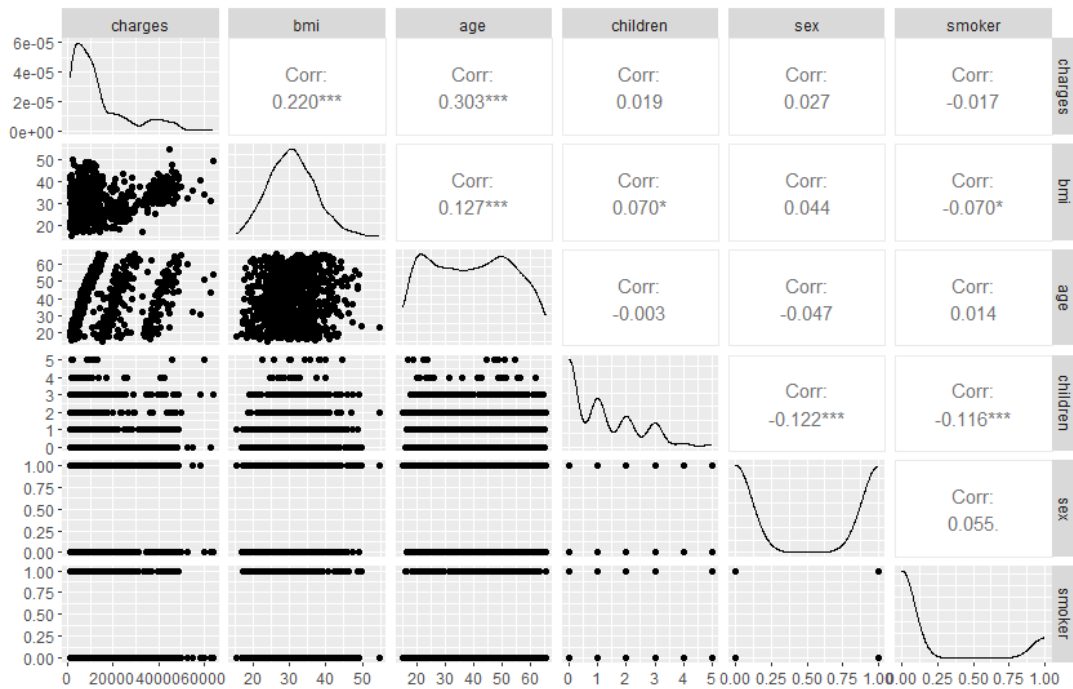 charges bmi age children sex smoker
6e-05
4e-05
2e-05
0e+00
Corr:
0.220***
Corr:
0.303***
Corr:
0.019
Corr:
0.027
Corr:
-0.017
charges
50
40
30
20
Corr:
0.127***
Corr:
0.070*
Corr:
0.044
Corr:
-0.070*
bmi
60
50
40
30
20
Corr:
-0.003
Corr:
-0.047
Corr:
0.014
age
5
4
3
2
1
0
Corr:
-0.122***
Corr:
-0.116***
children
1.00
0.75
0.50
0.25
0.00
Corr:
0.055.
sex
1.00
0.75
0.50
0.25
0.00
smoker
0 20000 40000 60000 20 30 40 50 20 30 40 50 60 0 1 2 3 4 5 0.00 0.25 0.50 0.75 1.00 0.00 0.25 0.50 0.75 1.00